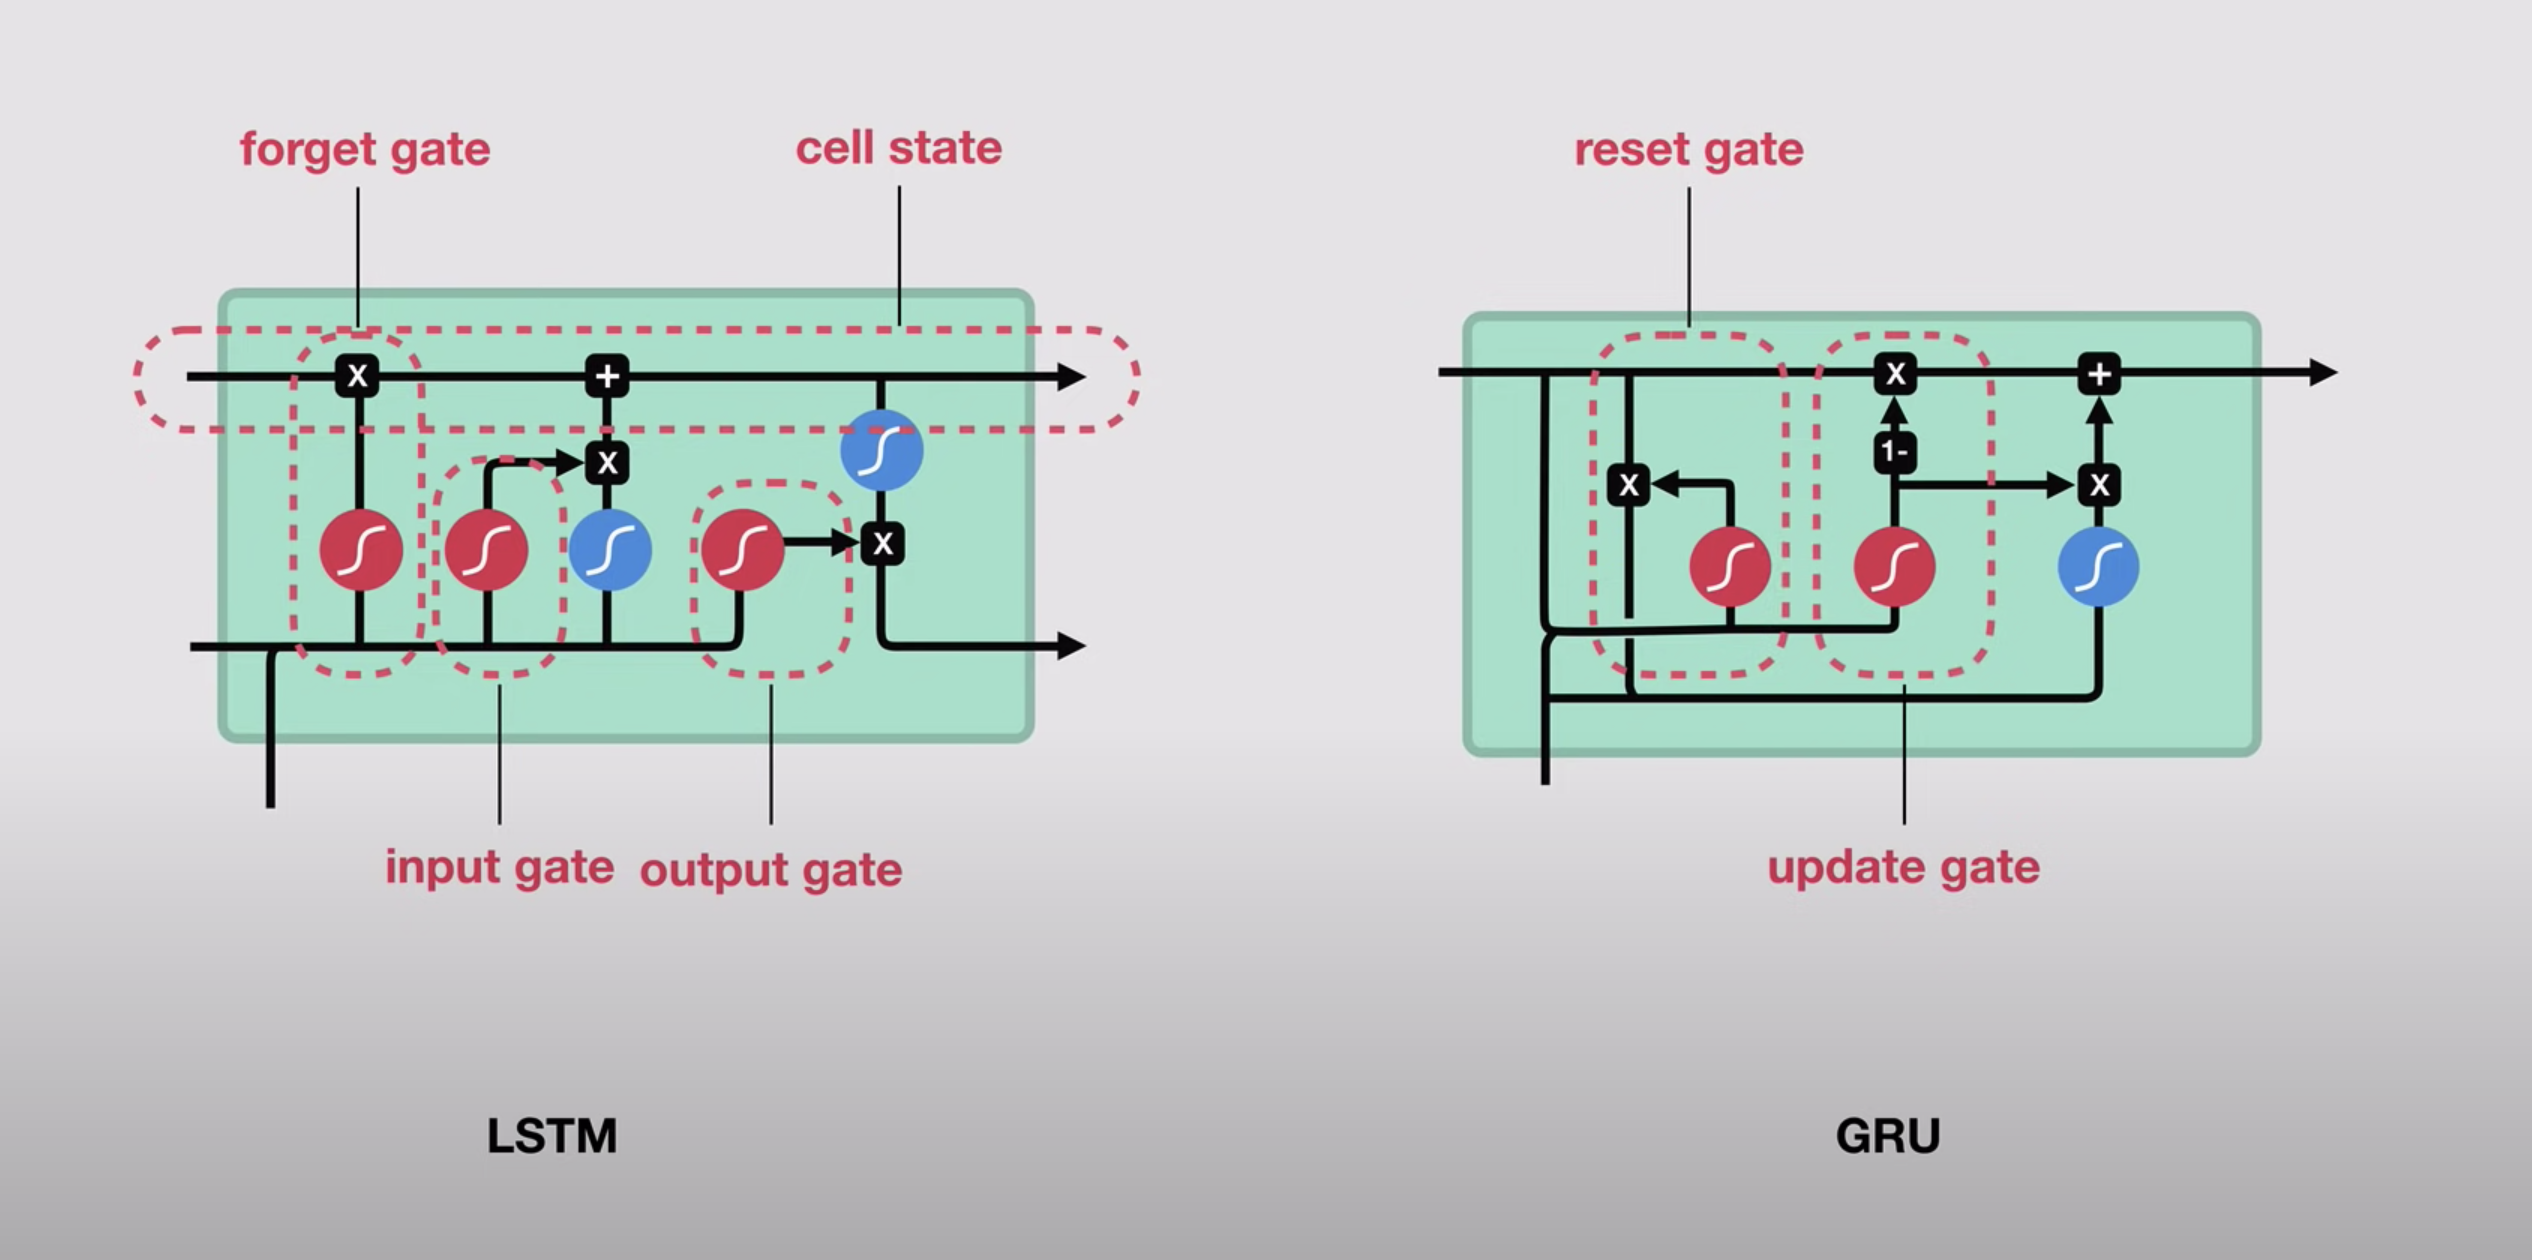 forget gate
cell state
x
+
x
x
input gate
output gate
LSTM
reset gate
x
+
1-
x
x
update gate
GRU